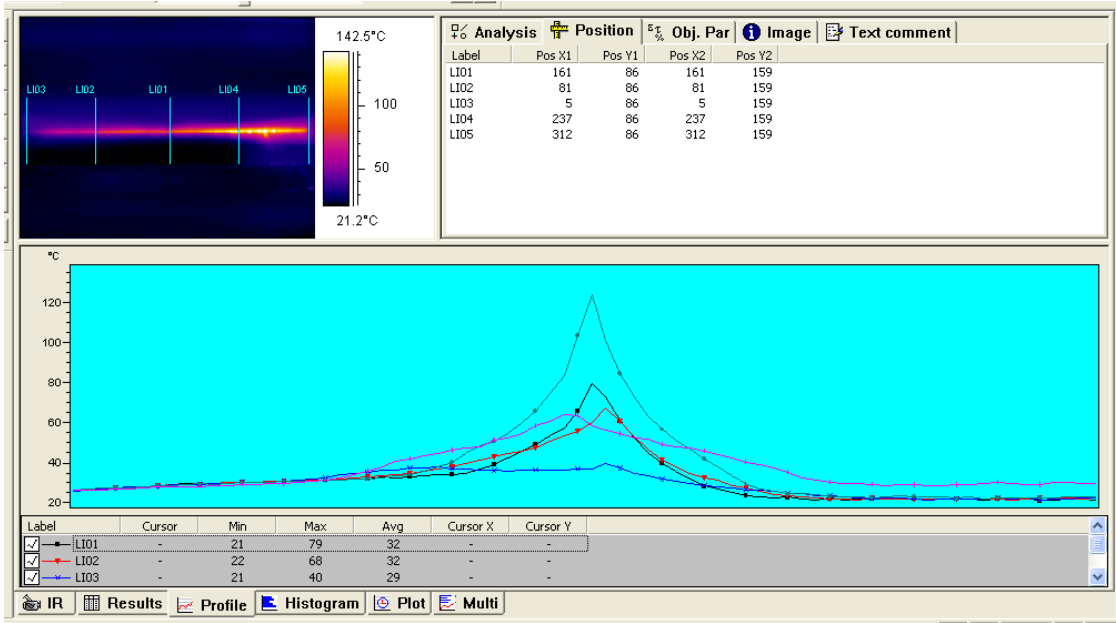 142.5°C
100
50
21.2°C
LI03 LI02 LI01 LI04 LI05
Analysis Position Obj. Par Image Text comment
Label Pos X1 Pos Y1 Pos X2 Pos Y2
LI01 161 86 161 159
LI02 81 86 81 159
LI03 5 86 5 159
LI04 237 86 237 159
LI05 312 86 312 159
°C
120
100
80
60
40
20
Label Cursor Min Max Avg Cursor X Cursor Y
LI01 - 21 79 32 - -
LI02 - 22 68 32 - -
LI03 - 21 40 29 - -
IR Results Profile Histogram Plot Multi